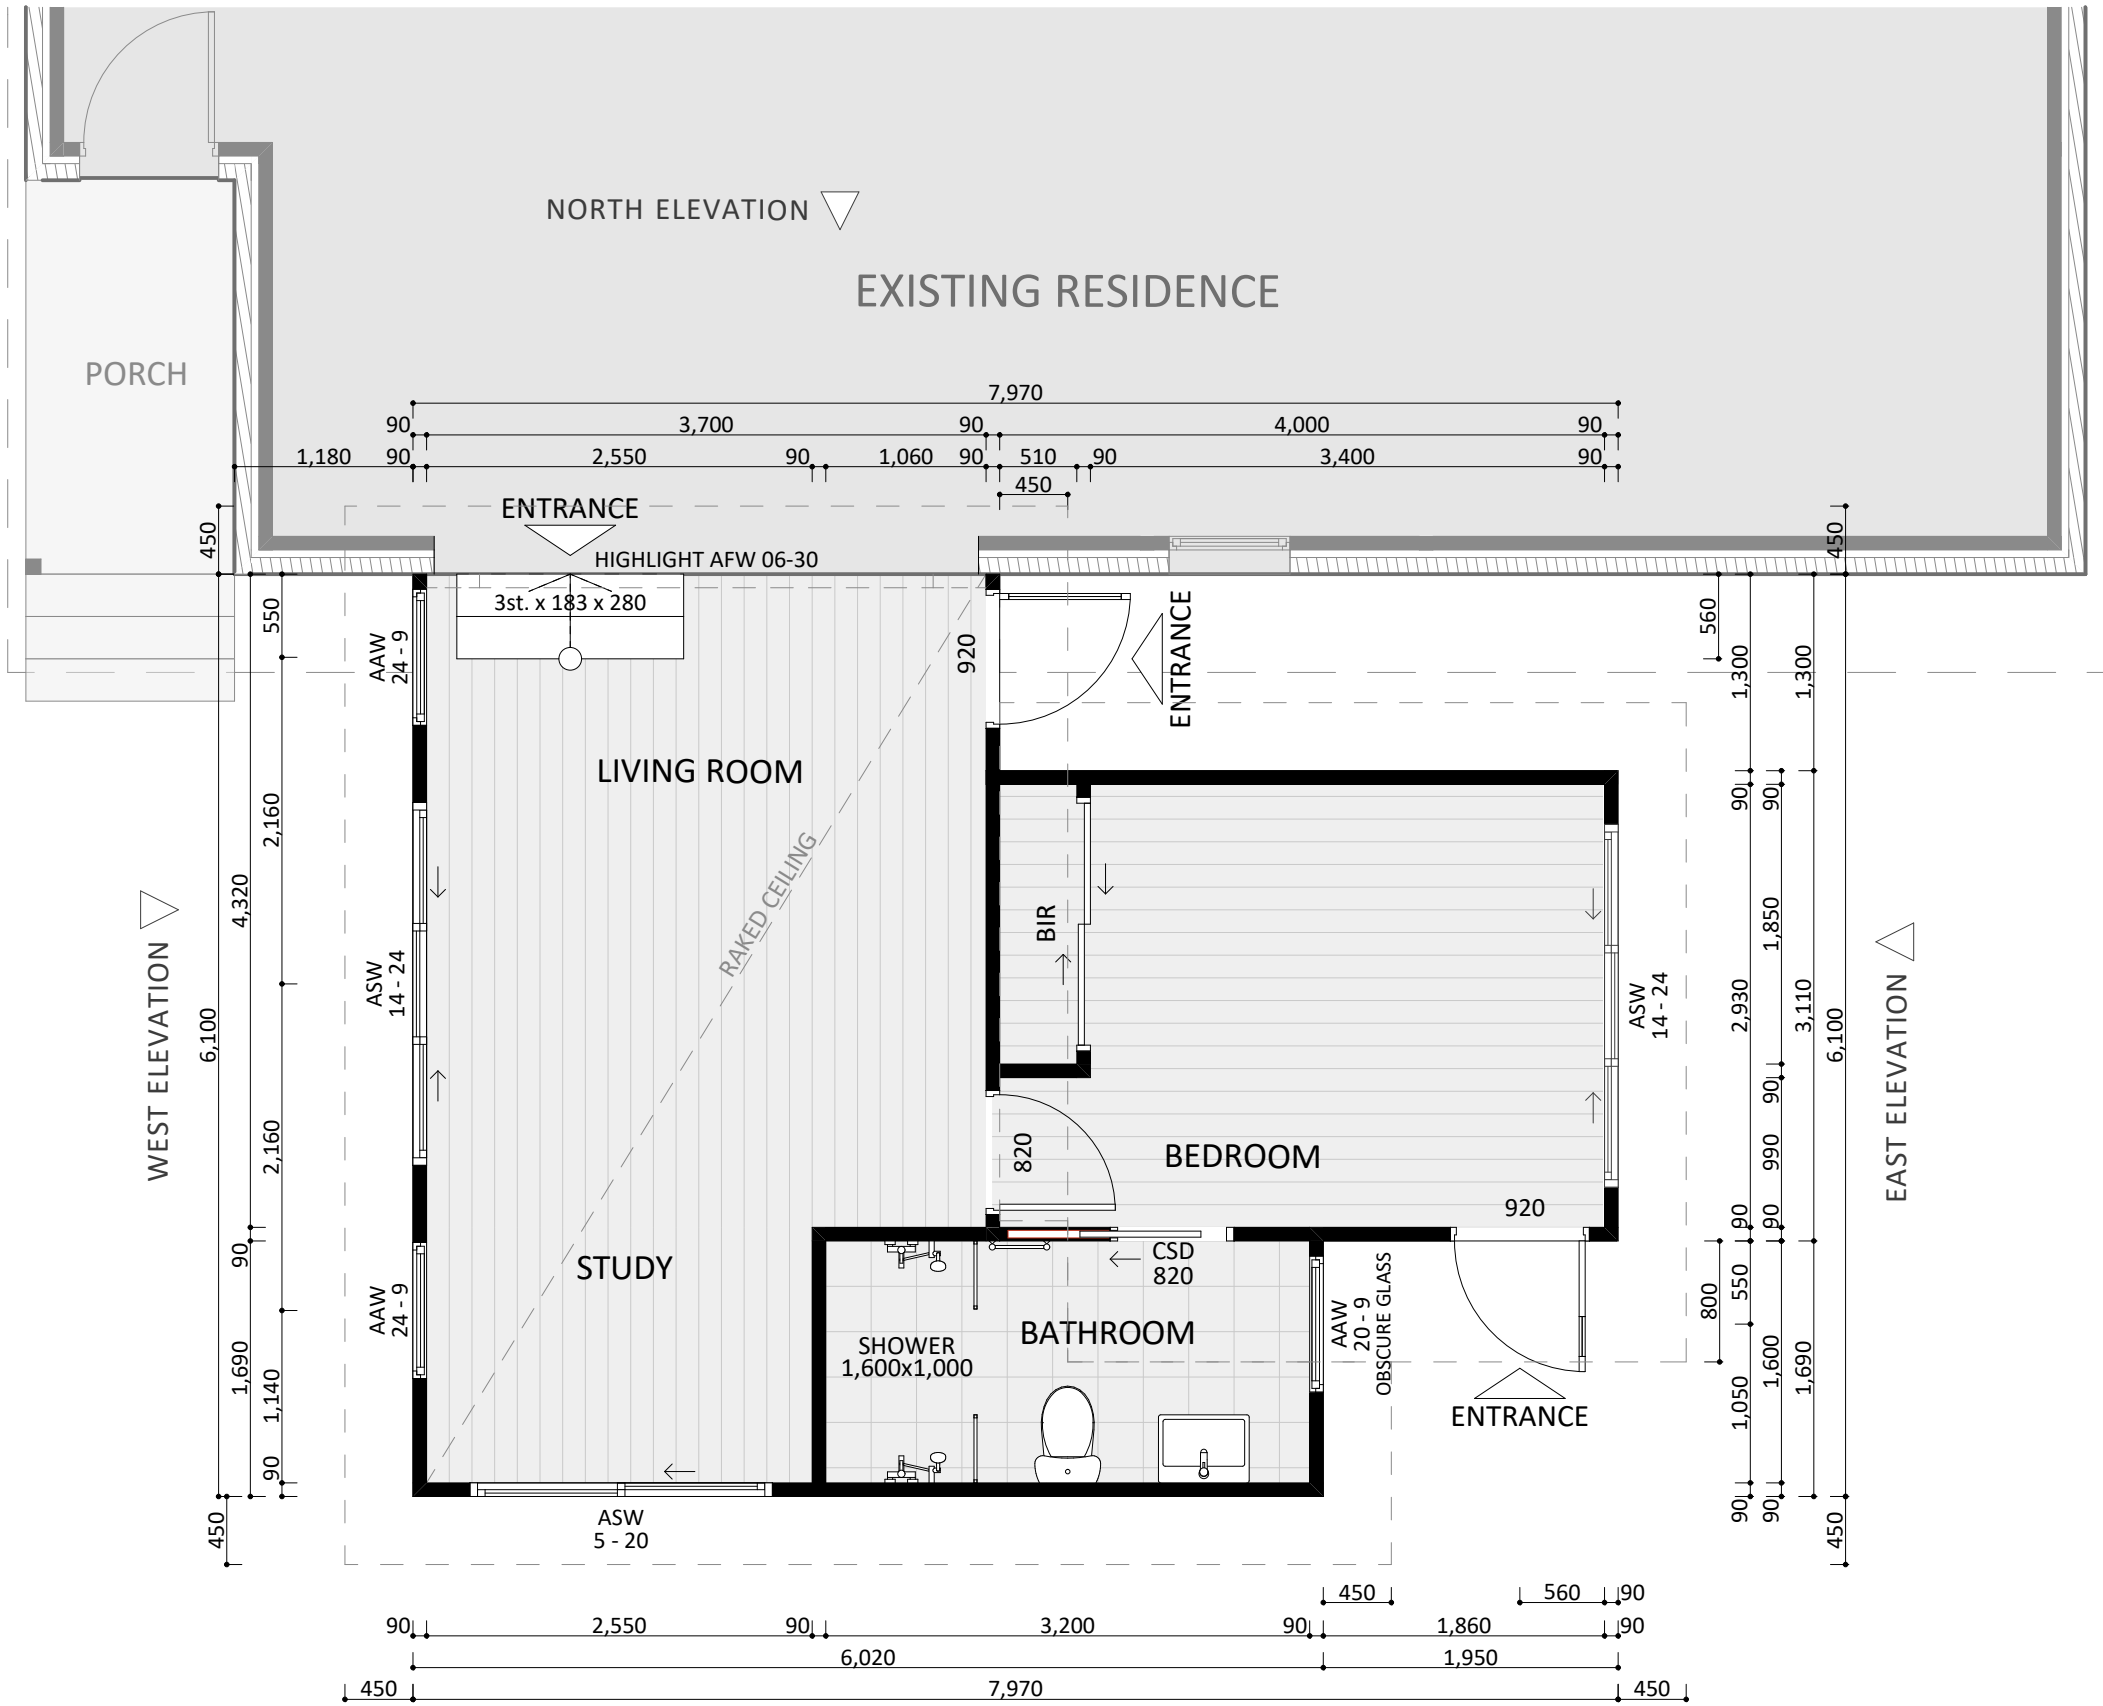 NORTH ELEVATION
EXISTING RESIDENCE
PORCH
7,970
90 3,700 90 4,000 90
1,180 90 2,550 90 1,060 90 510 90 3,400 90
450
ENTRANCE
HIGHLIGHT AFW 06-30
3st. x 183 x 280
450
550
2,160
4,320
6,100
2,160
90
1,690
1,140
90
450
WEST ELEVATION
AAW
24 - 9
ASW
14 - 24
AAW
24 - 9
920
ENTRANCE
LIVING ROOM
RAKED CEILING
BIR
820
BEDROOM
920
STUDY
CSD
820
SHOWER
1,600x1,000
BATHROOM
AAW
20 - 9
OBSCURE GLASS
ENTRANCE
ASW
14 - 24
ASW
5 - 20
450
560
1,300
1,300
90
90
1,850
2,930
3,110
6,100
90
990
90
90
800
550
1,600
1,690
1,050
90
90
450
EAST ELEVATION
450 560 90
90 2,550 90 3,200 90 1,860 90
6,020 1,950
450 7,970 450